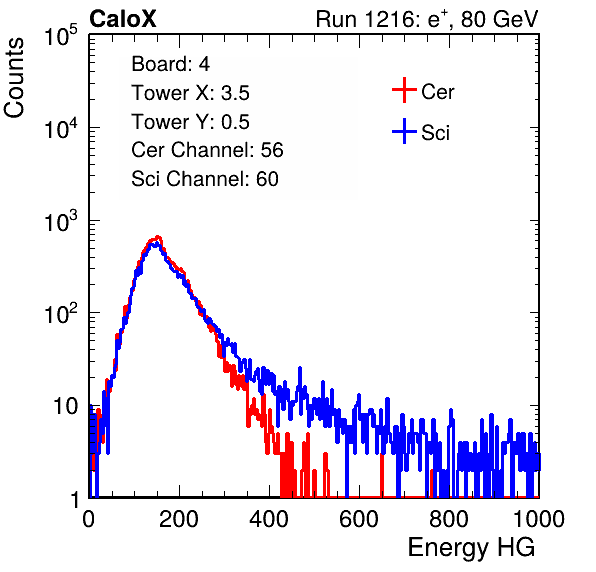 CaloX Run 1216: e⁺, 80 GeV
Counts
Board: 4
Tower X: 3.5
Tower Y: 0.5
Cer Channel: 56
Sci Channel: 60
Cer
Sci
10⁵
10⁴
10³
10²
10
1
0 200 400 600 800 1000
Energy HG